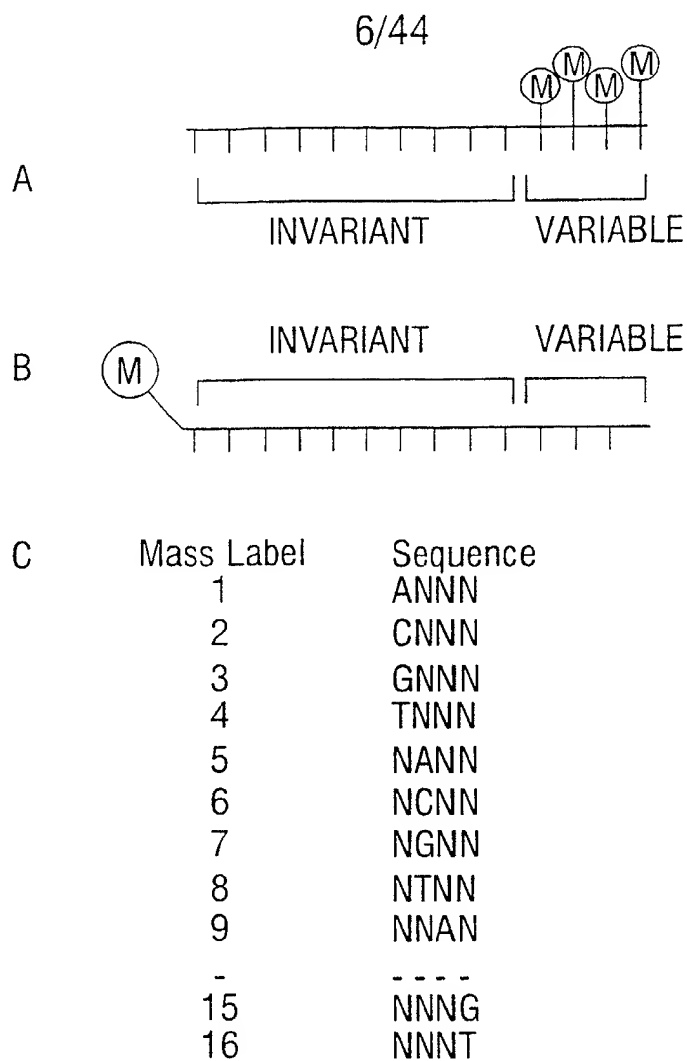 6/44
M M M M
A
INVARIANT VARIABLE
INVARIANT VARIABLE
B M
C Mass Label Sequence
1 ANNN
2 CNNN
3 GNNN
4 TNNN
5 NANN
6 NCNN
7 NGNN
8 NTNN
9 NNAN
- - - - -
15 NNNG
16 NNNT